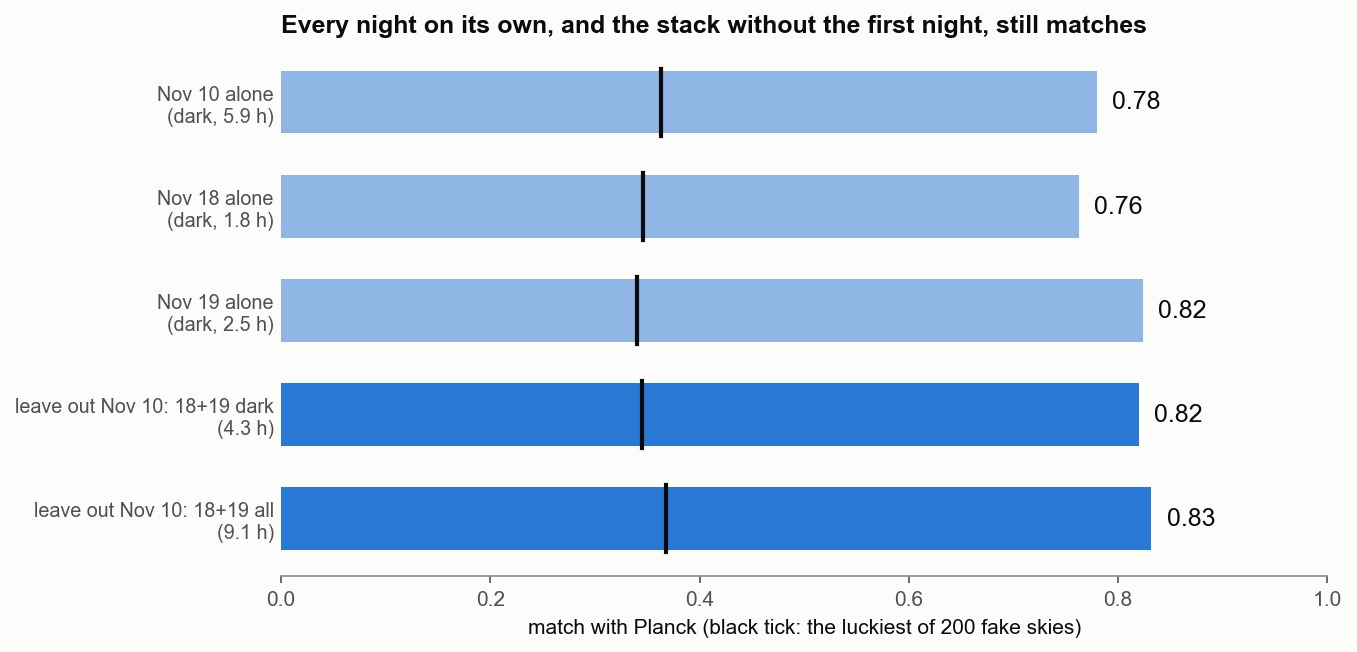 Every night on its own, and the stack without the first night, still matches
Nov 10 alone
(dark, 5.9 h)
0.78
Nov 18 alone
(dark, 1.8 h)
0.76
Nov 19 alone
(dark, 2.5 h)
0.82
leave out Nov 10: 18+19 dark
(4.3 h)
0.82
leave out Nov 10: 18+19 all
(9.1 h)
0.83
0.0 0.2 0.4 0.6 0.8 1.0
match with Planck (black tick: the luckiest of 200 fake skies)